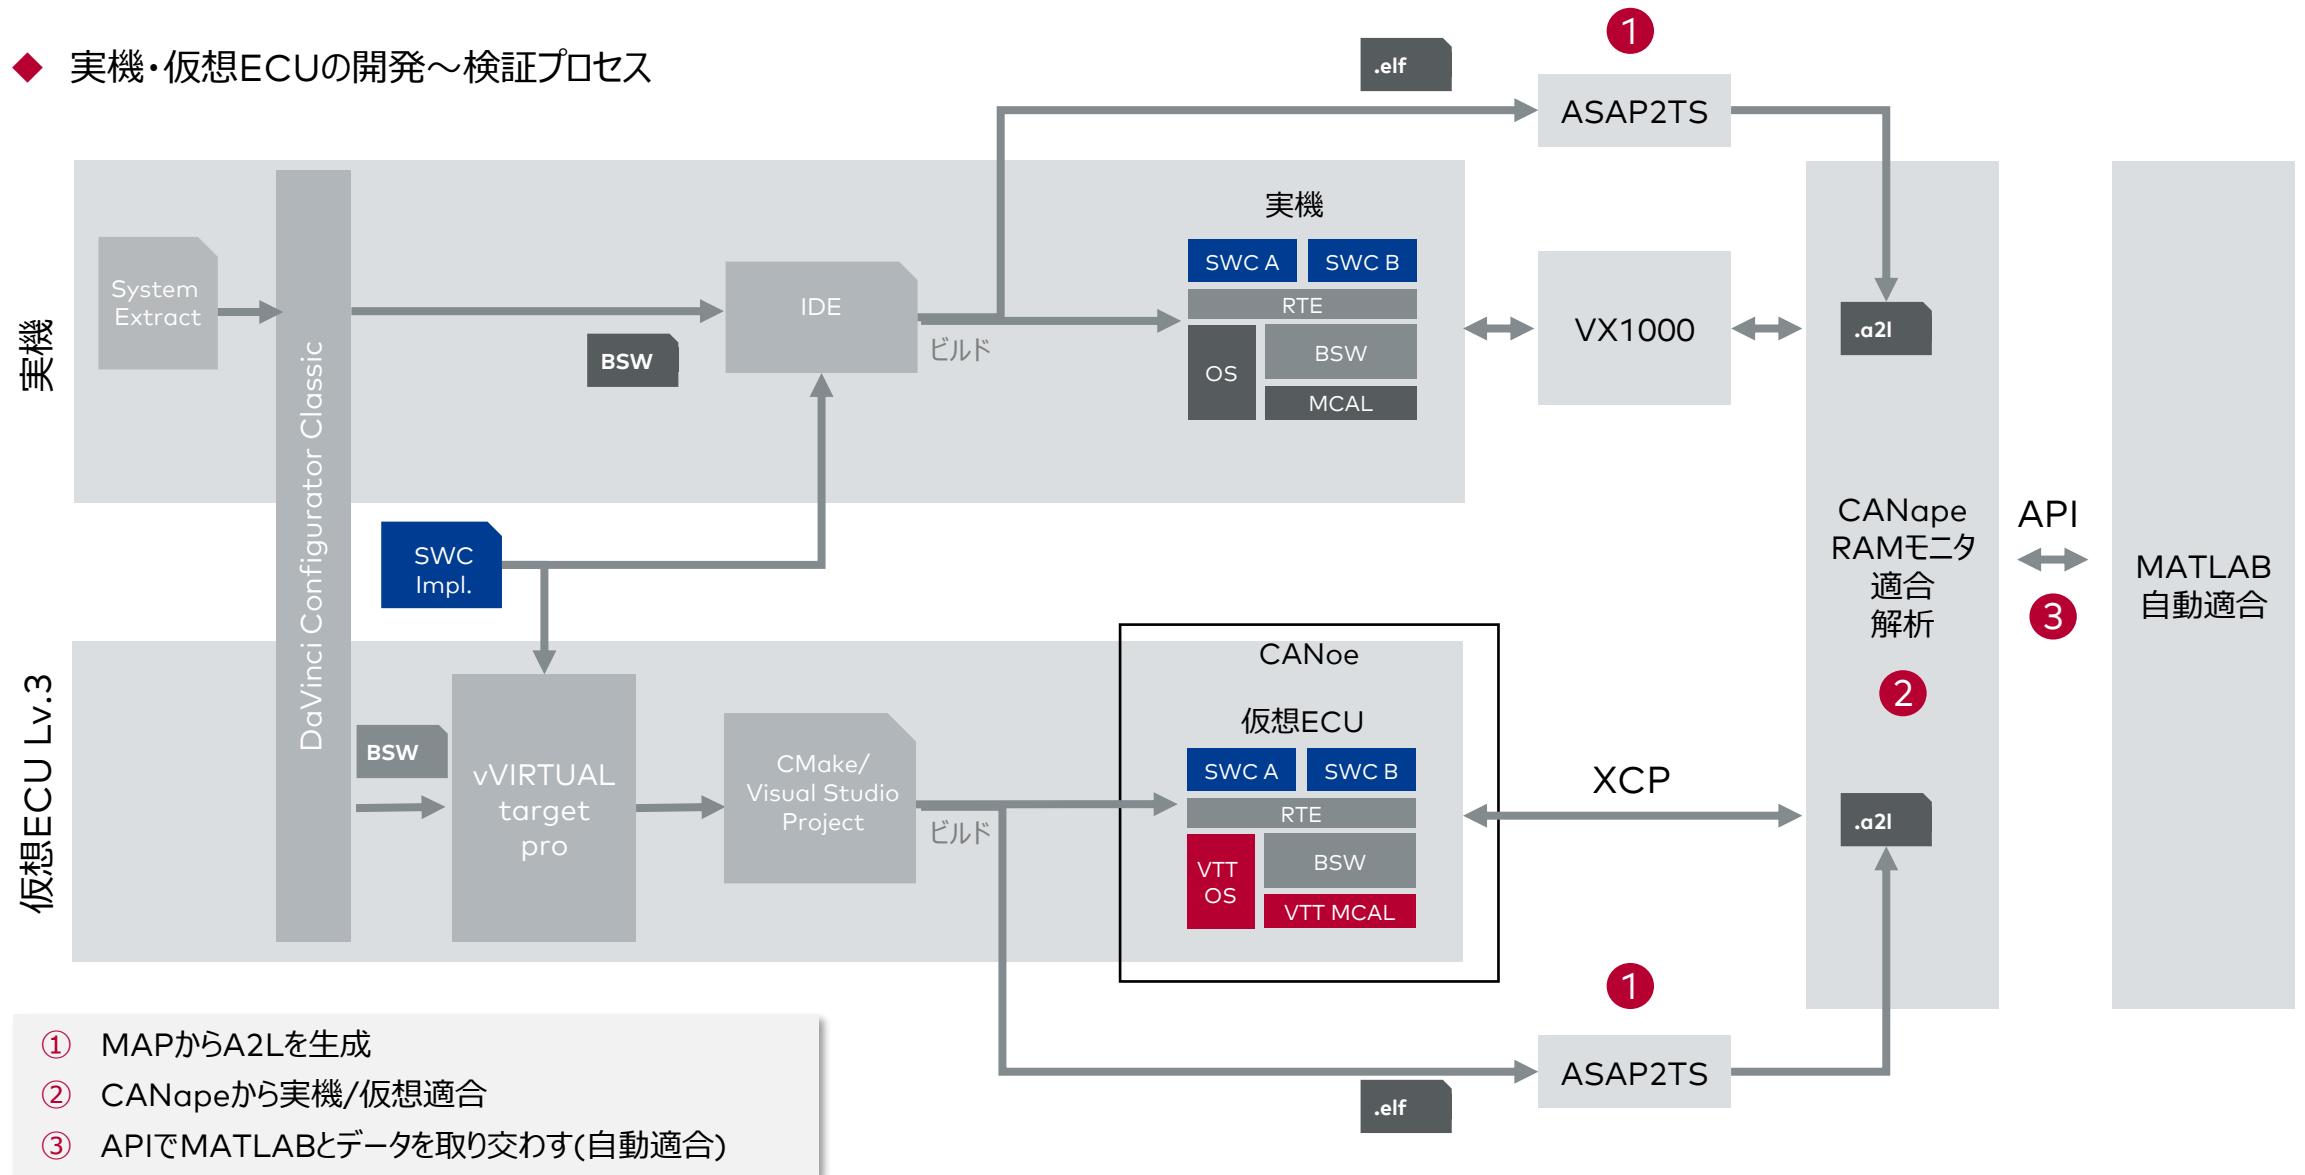 実機・仮想ECUの開発～検証プロセス
.elf
1
ASAP2TS
実機
System
Extract
DaVinci Configurator Classic
BSW
IDE
ビルド
実機
SWC A
SWC B
RTE
OS
BSW
MCAL
VX1000
.a2l
SWC
Impl.
CANape
RAMモニタ
適合
解析
2
API
3
MATLAB
自動適合
仮想ECU Lv.3
BSW
vVIRTUAL
target
pro
CMake/
Visual Studio
Project
ビルド
CANoe
仮想ECU
SWC A
SWC B
RTE
VTT
OS
BSW
VTT MCAL
XCP
.a2l
1
ASAP2TS
.elf
① MAPからA2Lを生成
② CANapeから実機/仮想適合
③ APIでMATLABとデータを取り交わす(自動適合)